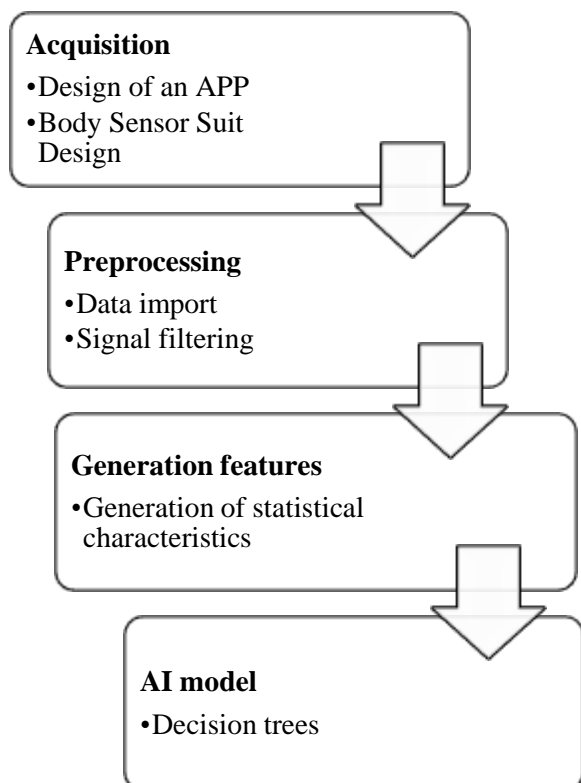 Acquisition
•Design of an APP
•Body Sensor Suit
Design
Preprocessing
•Data import
•Signal filtering
Generation features
•Generation of statistical
characteristics
AI model
•Decision trees